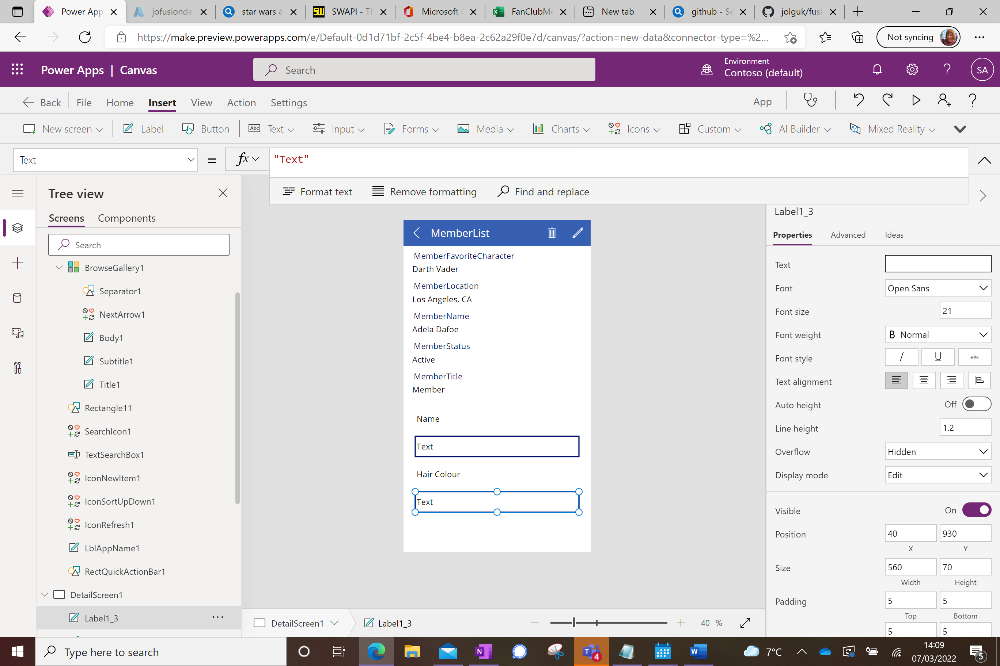 Power App
jofusionde
star wars a
SWAPI - Th
Microsoft
FanClubMe
New tab
github - Se
jolguk/fusi
https://make.preview.powerapps.com/e/Default-0d1d71bf-2c5f-4be4-b8ea-2c62a29f0e7d/canvas/?action=new-data&connector-type=%2...
Not syncing
Power Apps | Canvas
Search
Environment
Contoso (default)
SA
Back
File
Home
Insert
View
Action
Settings
App
New screen
Label
Button
Abc
Text
Input
Forms
Media
Charts
Icons
Custom
AI Builder
Mixed Reality
Text
=
fx
"Text"
Format text
Remove formatting
Find and replace
Tree view
Screens
Components
Search
BrowseGallery1
Separator1
NextArrow1
Body1
Subtitle1
Title1
Rectangle11
SearchIcon1
TextSearchBox1
IconNewItem1
IconSortUpDown1
IconRefresh1
LblAppName1
RectQuickActionBar1
DetailScreen1
Label1_3
MemberList
MemberFavoriteCharacter
Darth Vader
MemberLocation
Los Angeles, CA
MemberName
Adela Dafoe
MemberStatus
Active
MemberTitle
Member
Name
Text
Hair Colour
Text
DetailScreen1
Label1_3
40 %
Label1_3
Properties
Advanced
Ideas
Text
Font
Open Sans
Font size
21
Font weight
B Normal
Font style
/ U abc
Text alignment
Auto height
Off
Line height
1.2
Overflow
Hidden
Display mode
Edit
Visible
On
Position
40
930
X
Y
Size
560
70
Width
Height
Padding
5
5
Top
Bottom
5
5
Type here to search
N
T
4
W
7°C
14:09
07/03/2022
5